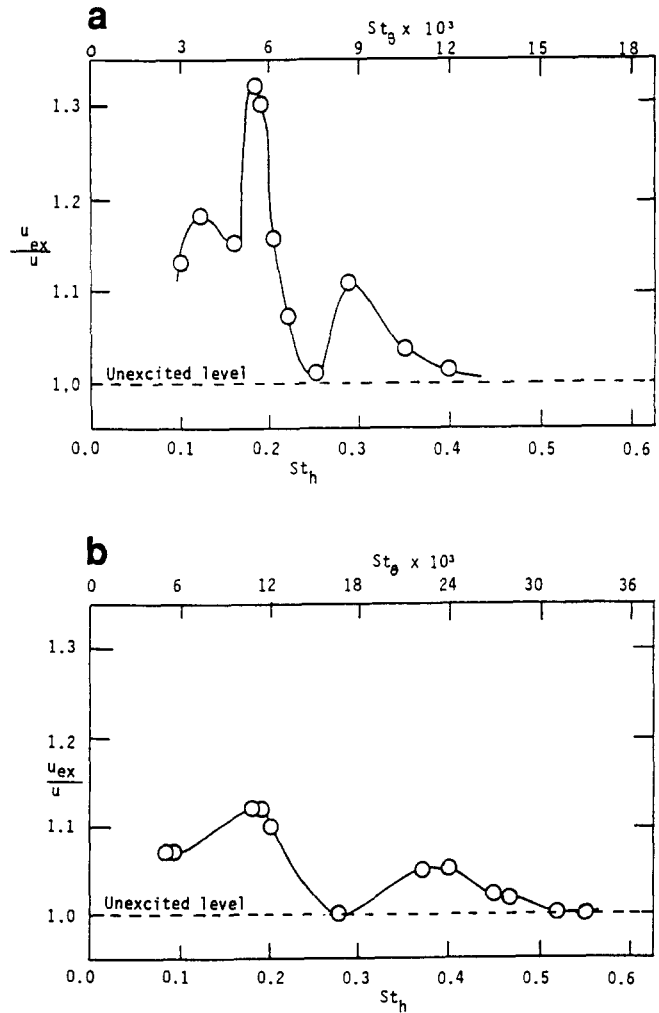 a
St_θ x 10³
0 3 6 9 12 15 18
1.3
1.2
u_ex/u
1.1
Unexcited level
1.0
0.0 0.1 0.2 0.3 0.4 0.5 0.6
St_h
b
St_θ x 10³
0 6 12 18 24 30 36
1.3
1.2
u_ex/u
1.1
Unexcited level
1.0
0.0 0.1 0.2 0.3 0.4 0.5 0.6
St_h